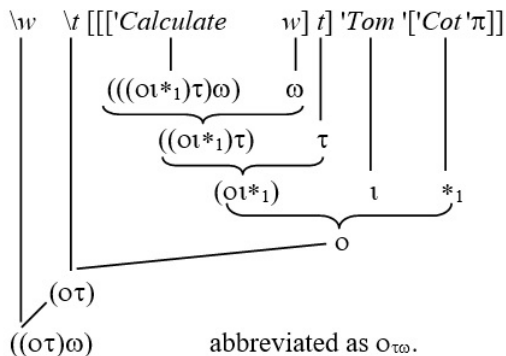 \w \t [[['Calculate w] t] 'Tom '['Cot 'π]]
(((οι*₁)τ)ω) ω
((οι*₁)τ) τ
(οι*₁) ι *₁
ο
(οτ)
((οτ)ω) abbreviated as οτω.